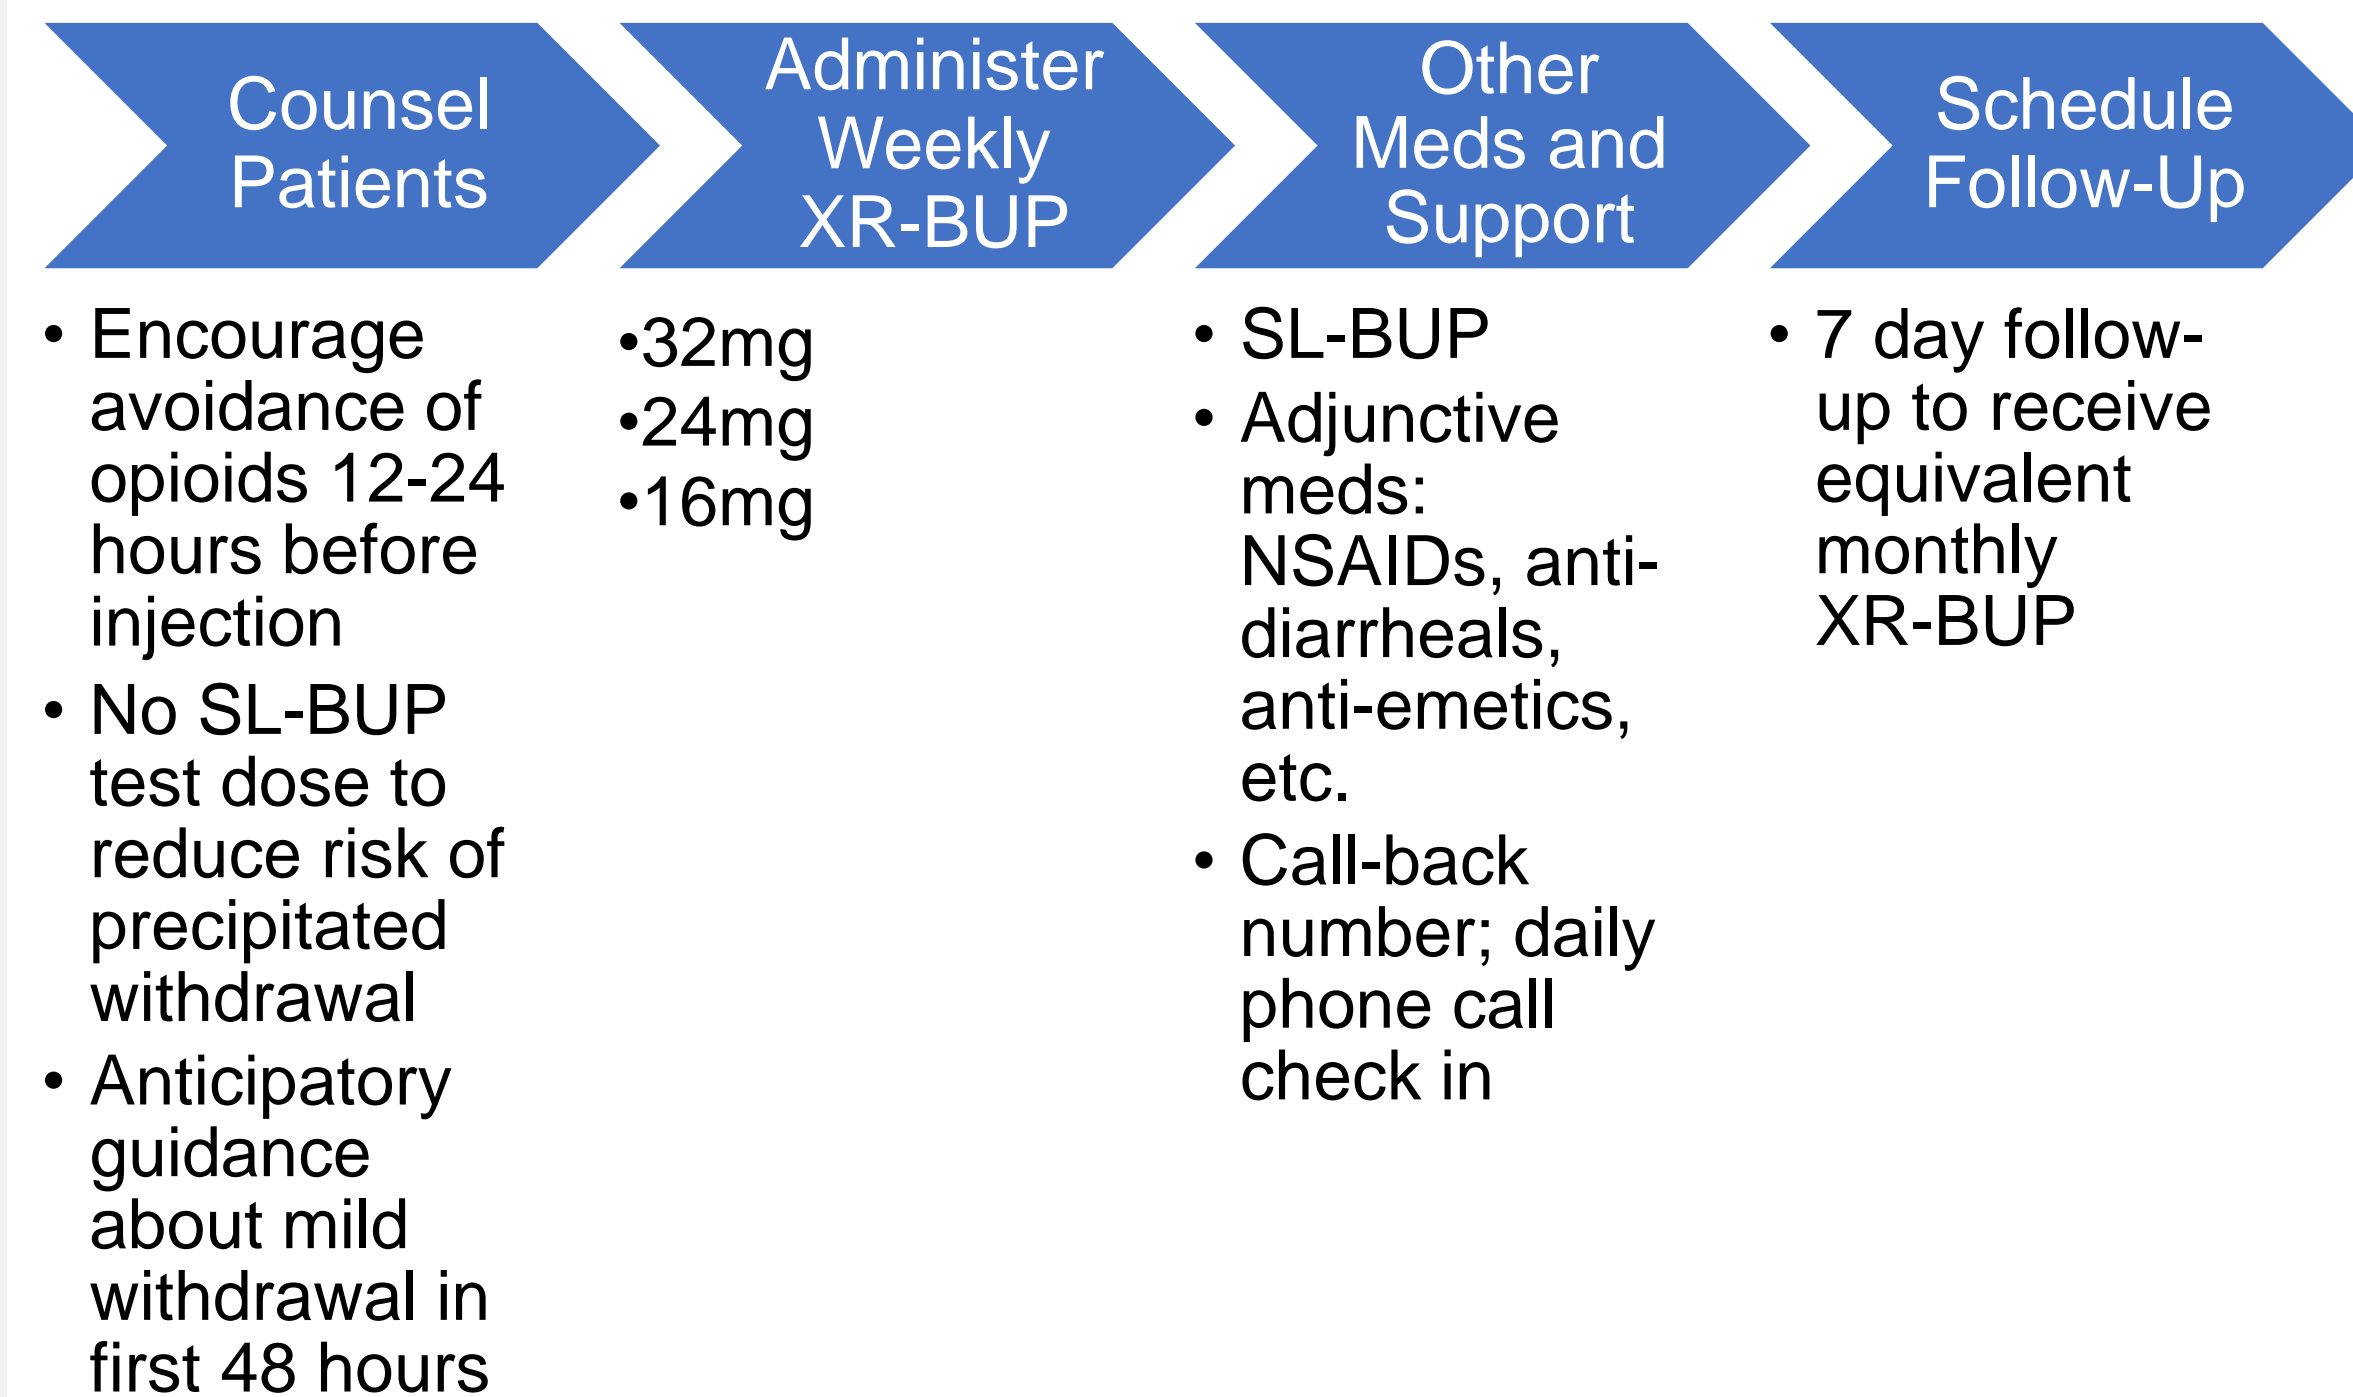 Counsel
Patients
• Encourage
avoidance of
opioids 12-24
hours before
injection
• No SL-BUP
test dose to
reduce risk of
precipitated
withdrawal
• Anticipatory
guidance
about mild
withdrawal in
first 48 hours
Administer
Weekly
XR-BUP
•32mg
•24mg
•16mg
Other
Meds and
Support
• SL-BUP
• Adjunctive
meds:
NSAIDs, anti-
diarrheals,
anti-emetics,
etc.
• Call-back
number; daily
phone call
check in
Schedule
Follow-Up
• 7 day follow-
up to receive
equivalent
monthly
XR-BUP